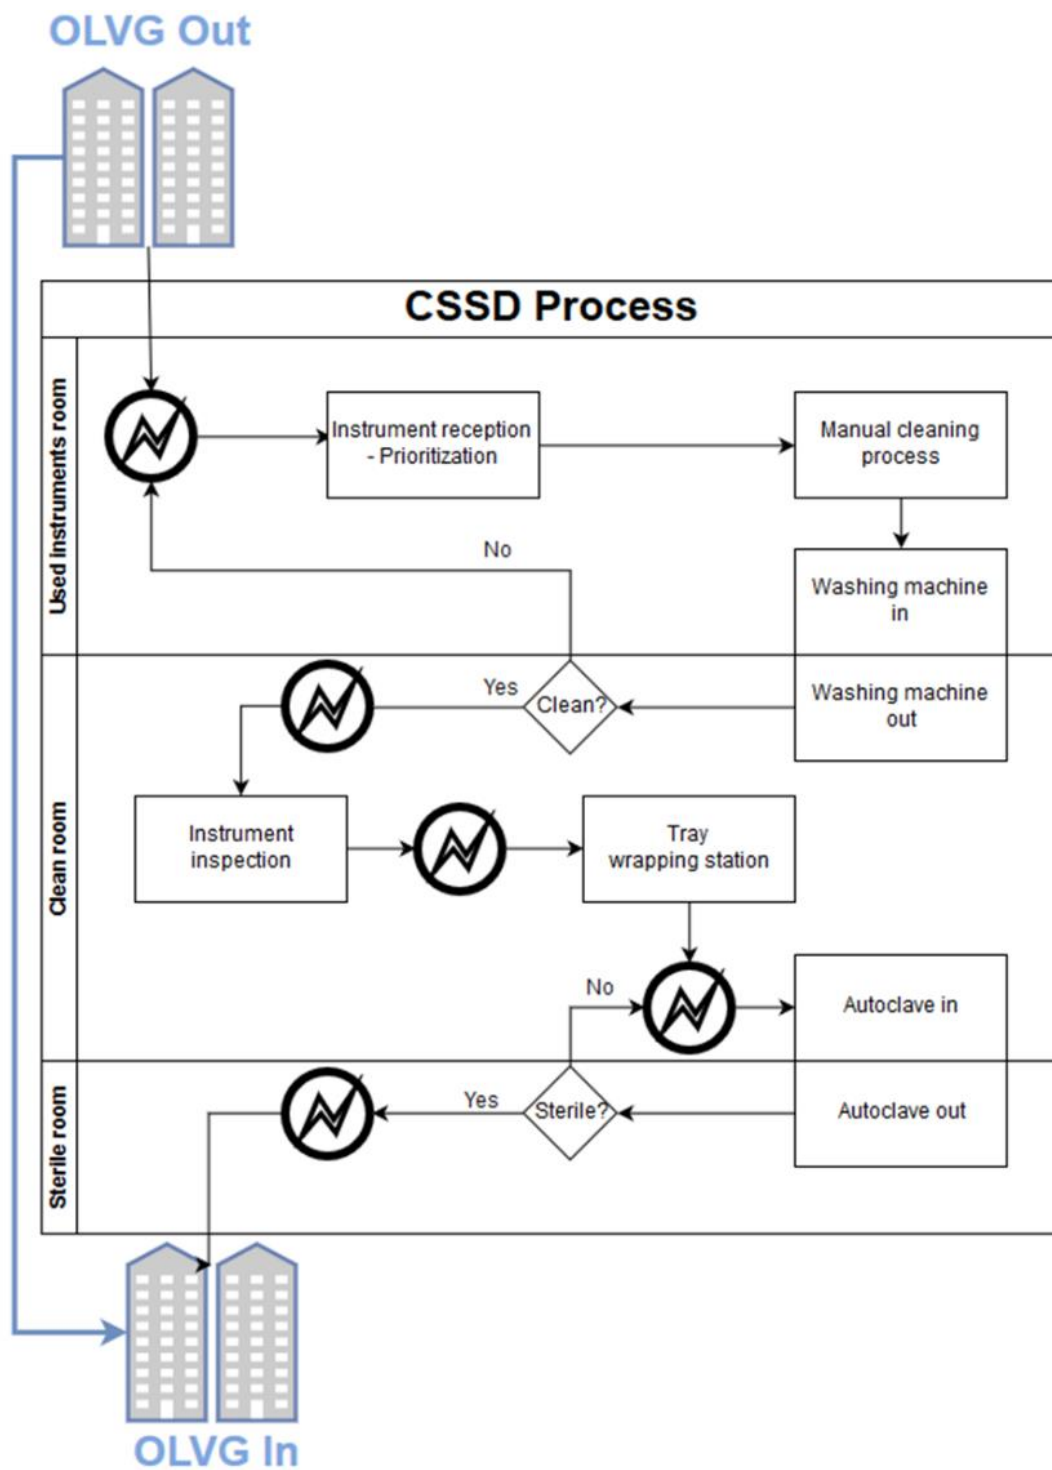 OLVG Out
CSSD Process
Used instruments room
Instrument reception
- Prioritization
Manual cleaning
process
No
Washing machine
in
Clean room
Yes
Clean?
Washing machine
out
Instrument
inspection
Tray
wrapping station
No
Autoclave in
Sterile room
Yes
Sterile?
Autoclave out
OLVG In